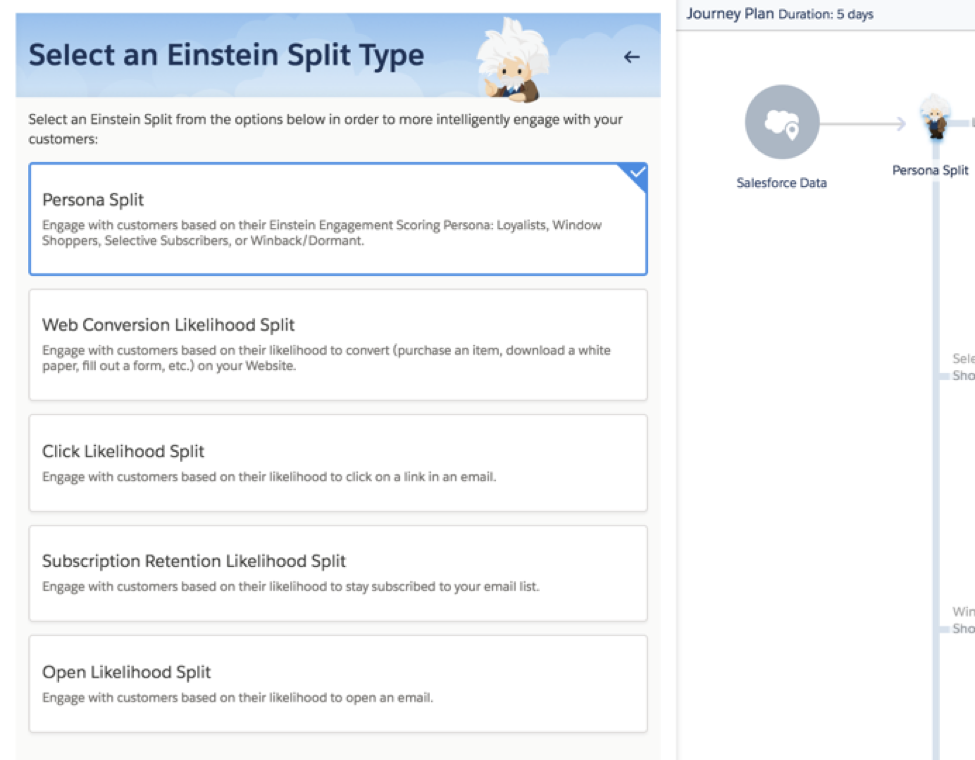 Select an Einstein Split Type
Select an Einstein Split from the options below in order to more intelligently engage with your
customers:
Persona Split
Engage with customers based on their Einstein Engagement Scoring Persona: Loyalists, Window
Shoppers, Selective Subscribers, or Winback/Dormant.
Web Conversion Likelihood Split
Engage with customers based on their likelihood to convert (purchase an item, download a white
paper, fill out a form, etc.) on your Website.
Click Likelihood Split
Engage with customers based on their likelihood to click on a link in an email.
Subscription Retention Likelihood Split
Engage with customers based on their likelihood to stay subscribed to your email list.
Open Likelihood Split
Engage with customers based on their likelihood to open an email.
Journey Plan Duration: 5 days
Salesforce Data
Persona Split
Sele
Sho
Win
Sho